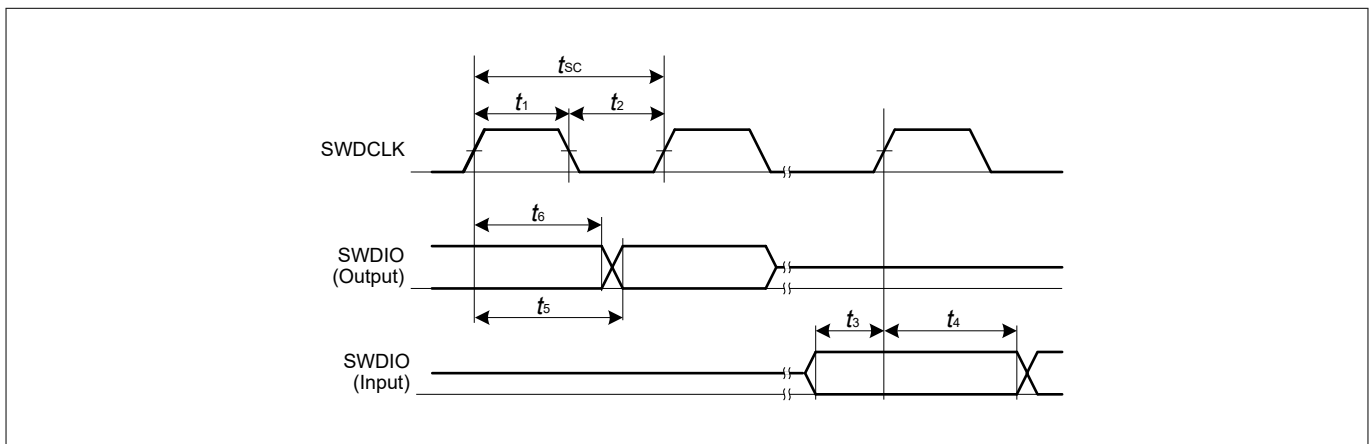 tSC
t1 t2
SWDCLK
t6
SWDIO
(Output)
t5
t3 t4
SWDIO
(Input)